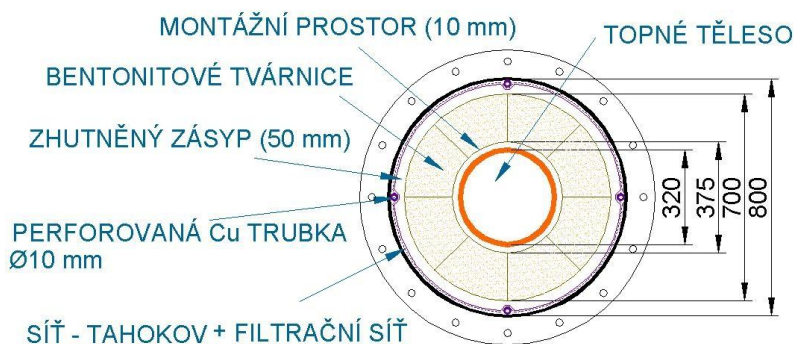 MONTÁŽNÍ PROSTOR (10 mm)
TOPNÉ TĚLESO
BENTONITOVÉ TVÁRNICE
ZHUTNĚNÝ ZÁSYP (50 mm)
PERFOROVANÁ Cu TRUBKA
Ø10 mm
SÍŤ - TAHOKOV + FILTRAČNÍ SÍŤ
320
375
700
800